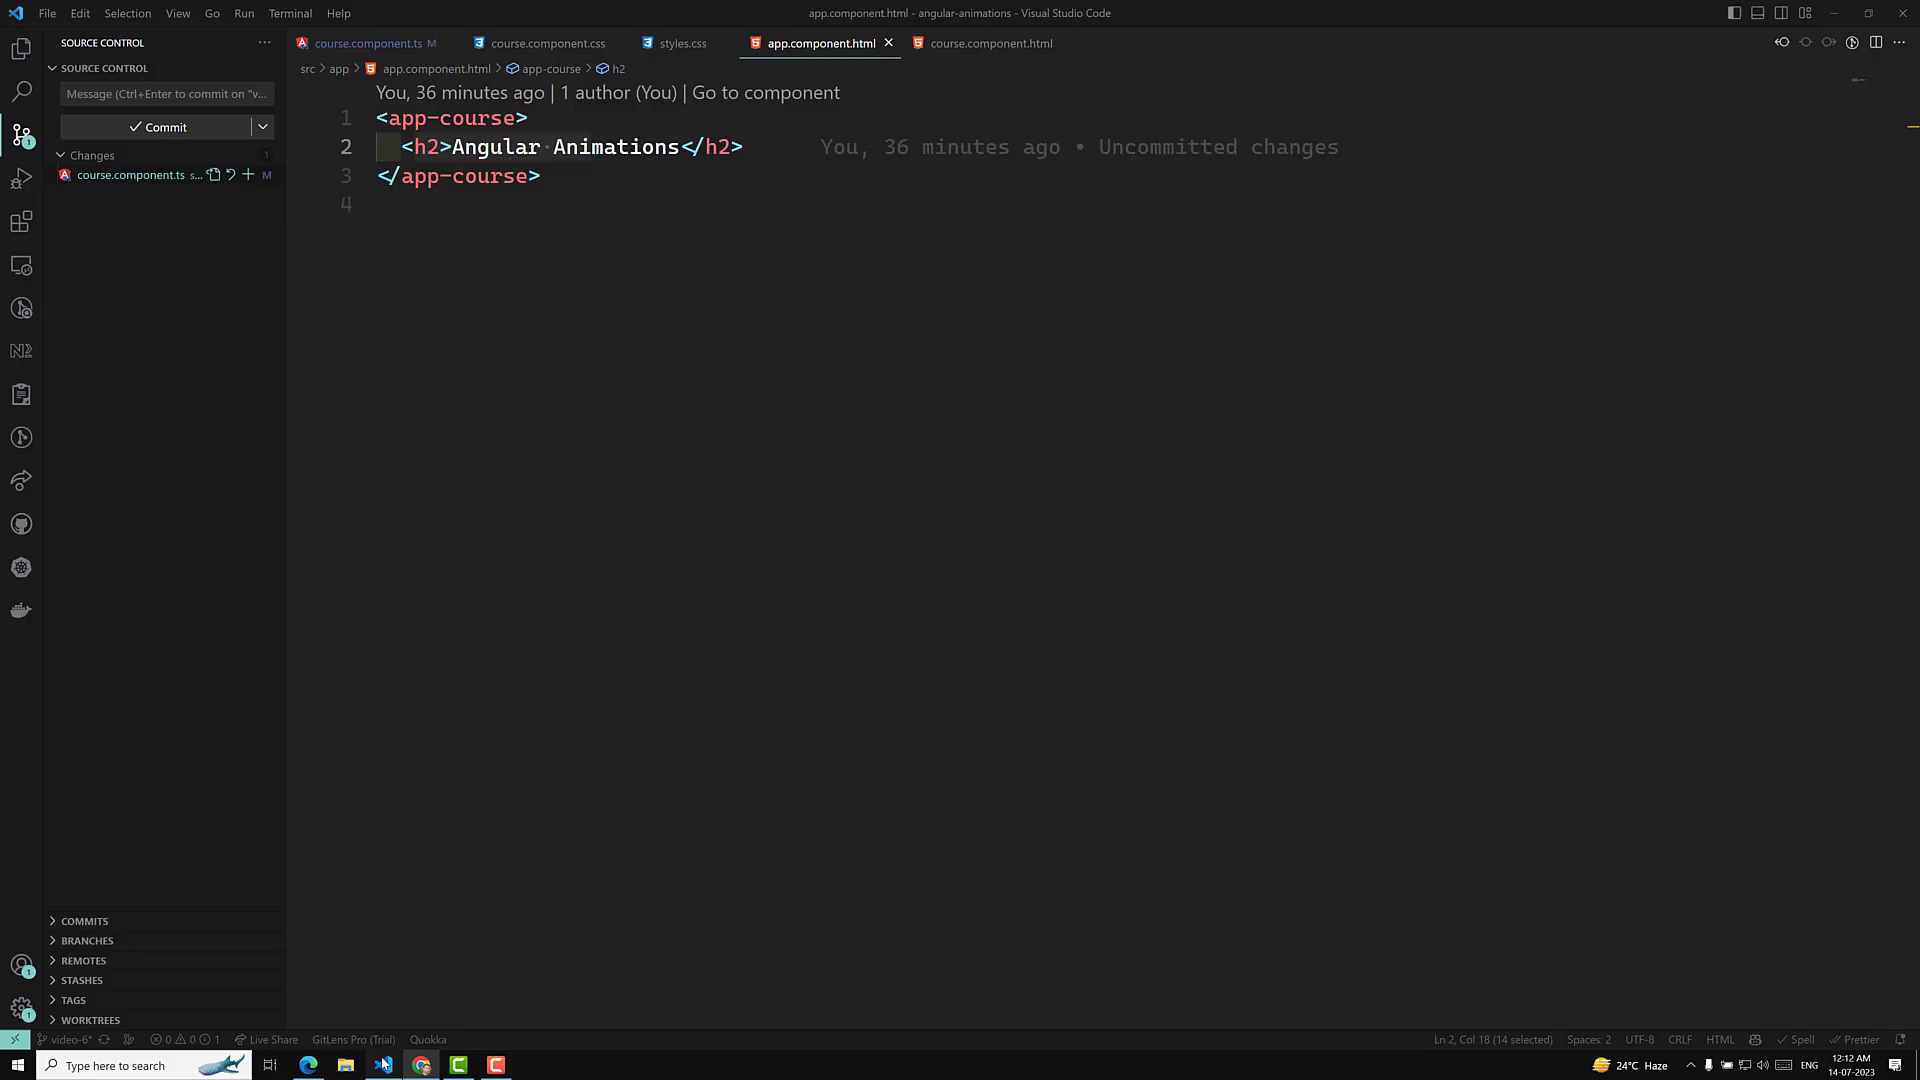 File Edit Selection View Go Run Terminal Help
app.component.html - angular-animations - Visual Studio Code
SOURCE CONTROL
course.component.ts M
course.component.css
styles.css
app.component.html
course.component.html
SOURCE CONTROL
src > app > app.component.html > app-course > h2
Message (Ctrl+Enter to commit on "v...
You, 36 minutes ago | 1 author (You) | Go to component
1 <app-course>
Commit
2 <h2>Angular·Animations</h2> You, 36 minutes ago • Uncommitted changes
Changes 1
3 </app-course>
course.component.ts s... M
4
COMMITS
BRANCHES
REMOTES
STASHES
TAGS
WORKTREES
video-6* 0 0 1 Live Share GitLens Pro (Trial) Quokka
Ln 2, Col 18 (14 selected) Spaces: 2 UTF-8 CRLF HTML Spell Prettier
Type here to search
24°C Haze
ENG
12:12 AM
14-07-2023